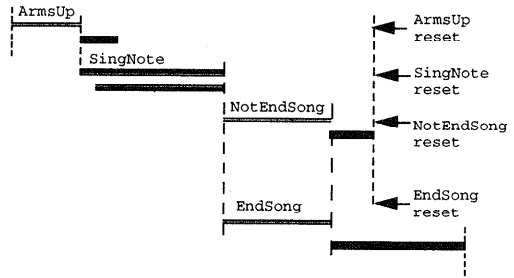 ArmsUp
ArmsUp
reset
SingNote
SingNote
reset
NotEndSong
NotEndSong
reset
EndSong
EndSong
reset